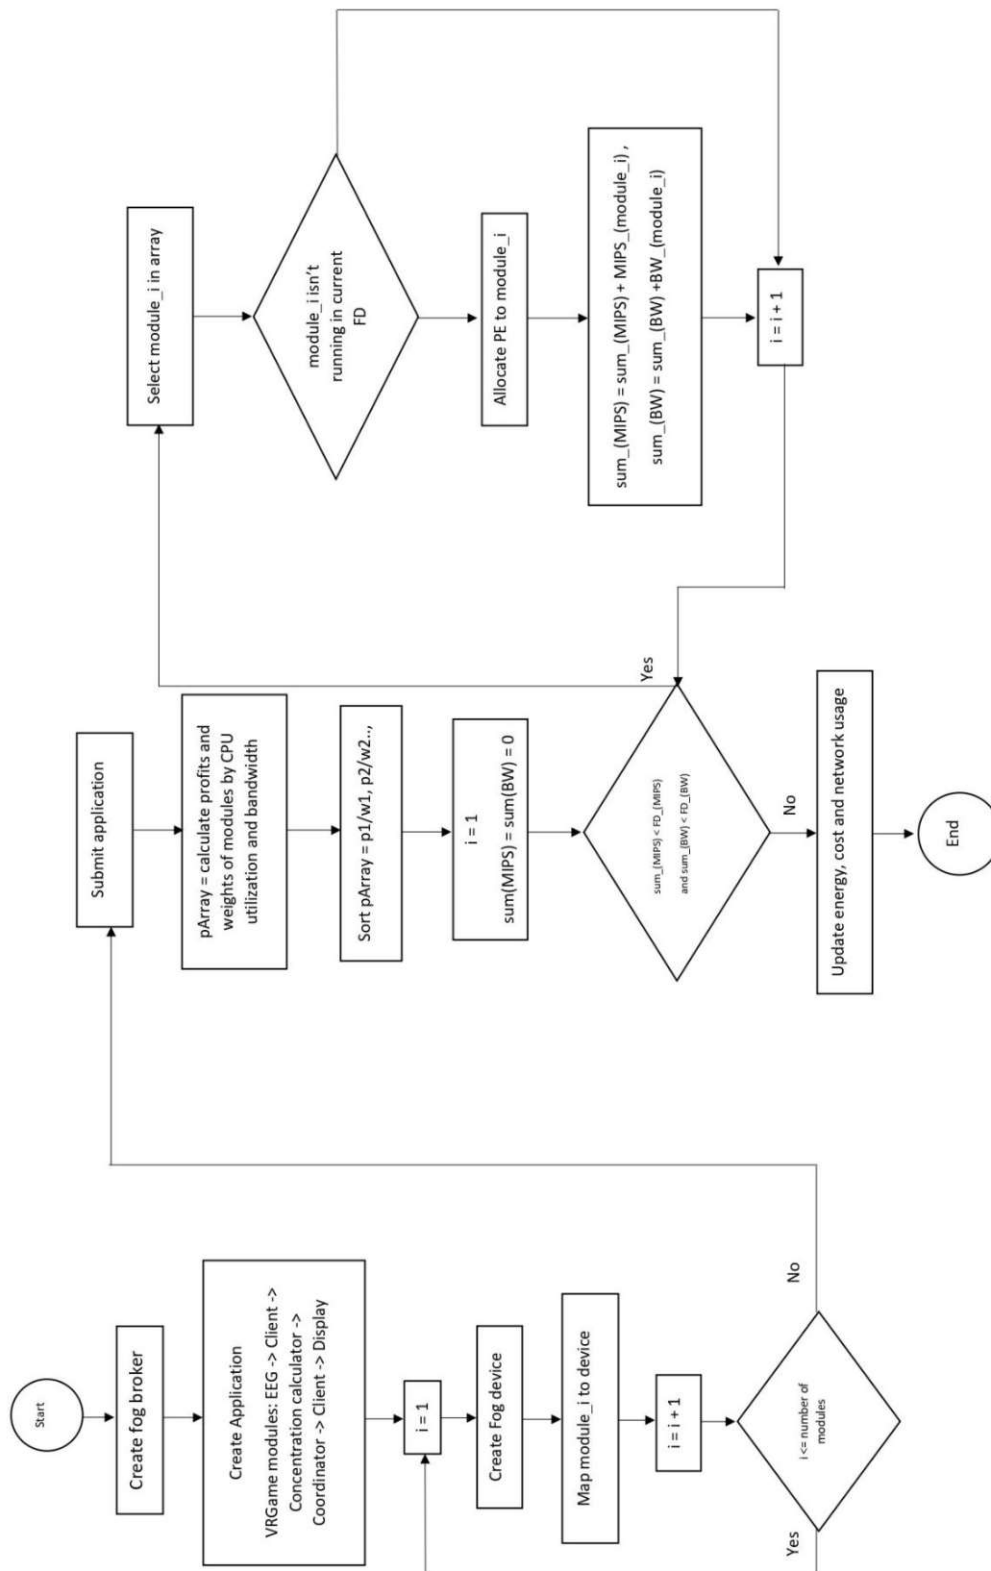 Start
Create fog broker
Create Application
VRGame modules: EEG -> Client ->
Concentration calculator ->
Coordinator -> Client -> Display
i = 1
Create Fog device
Map module_i to device
i = i + 1
i <= number of
modules
Yes
No
Submit application
pArray = calculate profits and
weights of modules by CPU
utilization and bandwidth
Sort pArray = p1/w1, p2/w2..,
i = 1
sum(MIPS) = sum(BW) = 0
sum_(MIPS) < FD_(MIPS)
and sum_(BW) < FD_(BW)
Yes
No
Update energy, cost and network usage
End
Select module_i in array
module_i isn't
running in current
FD
Allocate PE to module_i
sum_(MIPS) = sum_(MIPS) + MIPS_(module_i) ,
sum_(BW) = sum_(BW) +BW_(module_i)
i = i + 1